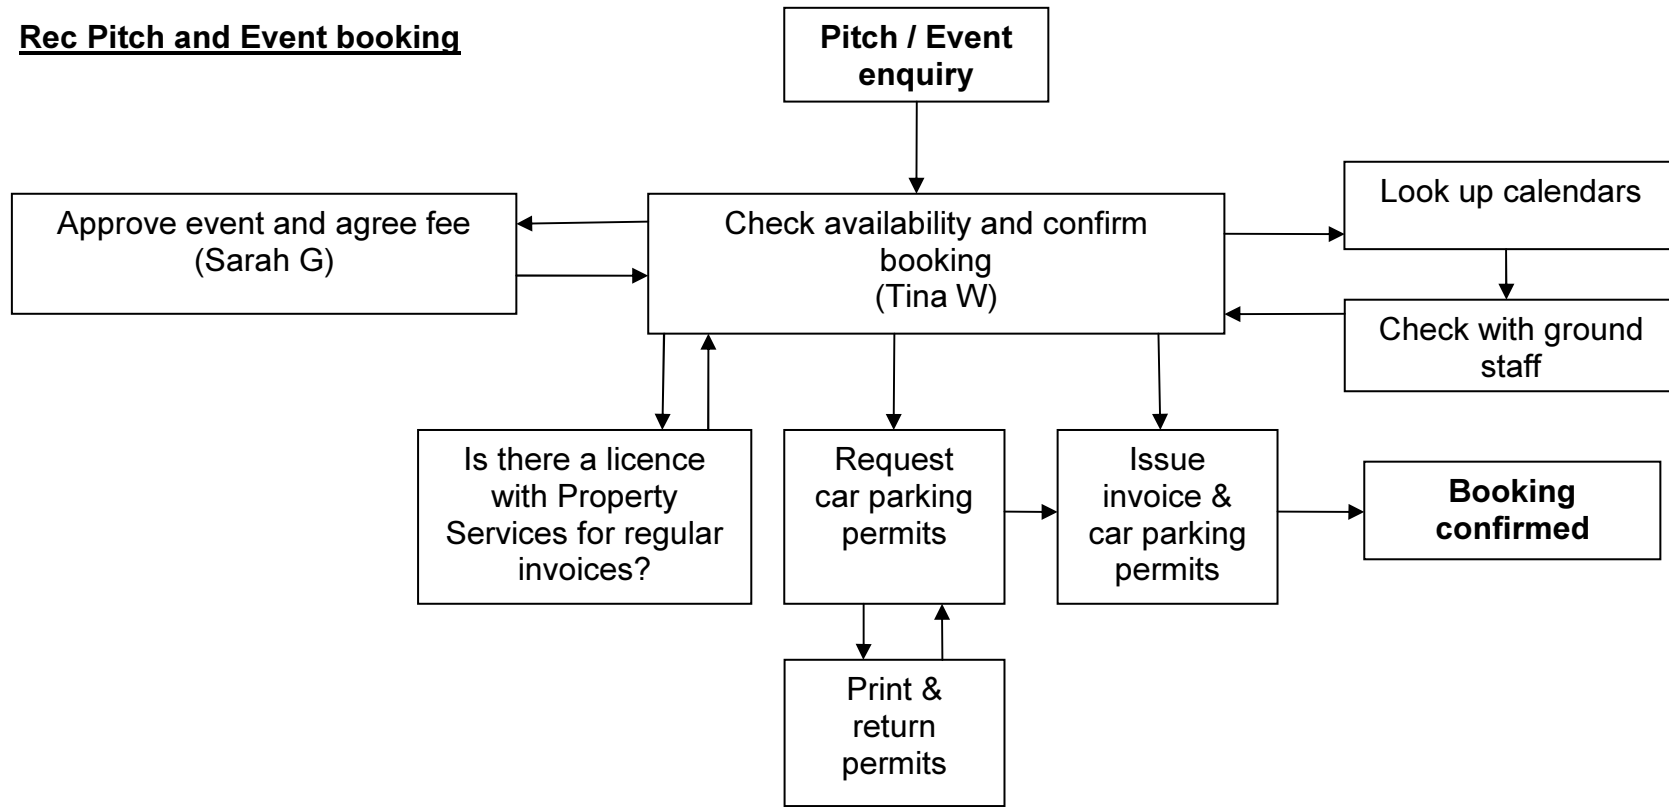 Rec Pitch and Event booking
Pitch / Event
enquiry
Approve event and agree fee
(Sarah G)
Check availability and confirm
booking
(Tina W)
Look up calendars
Check with ground
staff
Is there a licence
with Property
Services for regular
invoices?
Request
car parking
permits
Issue
invoice &
car parking
permits
Booking
confirmed
Print &
return
permits